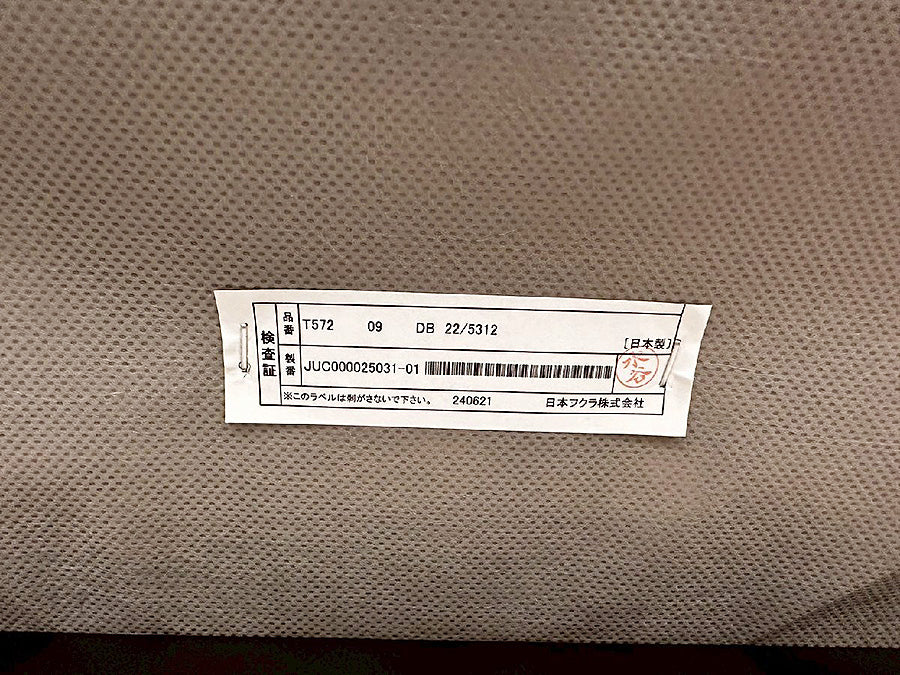 検査証
品番 T572 09 DB 22/5312
[日本製]
製番 JUC000025031-01
※このラベルは剥がさないで下さい。 240621 日本フクラ株式会社